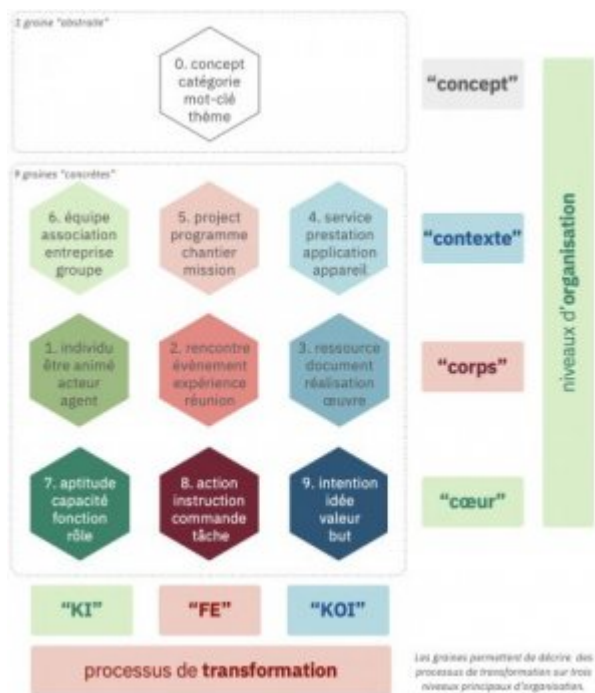 1 graine "abstraite"
0. concept
catégorie
mot-clé
thème
"concept"
9 graines "concrètes"
6. équipe
association
entreprise
groupe
5. project
programme
chantier
mission
4. service
prestation
application
appareil
"contexte"
1. individu
être animé
acteur
agent
2. rencontre
évènement
expérience
réunion
3. ressource
document
réalisation
œuvre
"corps"
7. aptitude
capacité
fonction
rôle
8. action
instruction
commande
tâche
9. intention
idée
valeur
but
"cœur"
niveaux d'organisation
"KI"
"FE"
"KOI"
processus de transformation
Les graines permettent de décrire des
processus de transformation sur trois
niveaux principaux d'organisation.